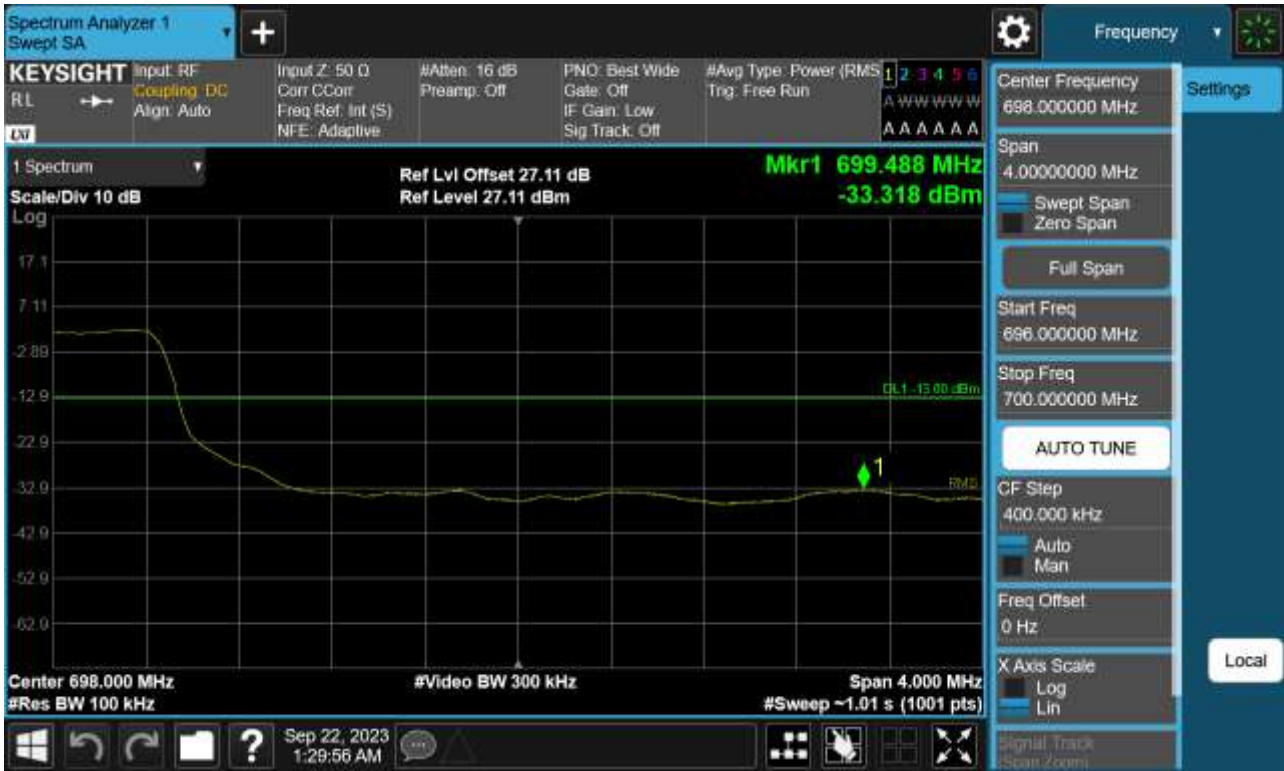 Spectrum Analyzer 1
Swept SA
+
Frequency
KEYSIGHT
RL
LXI
Input: RF
Coupling: DC
Align: Auto
Input Z: 50 Ω
Corr CCorr
Freq Ref: Int (S)
NFE: Adaptive
#Atten: 16 dB
Preamp: Off
PNO: Best Wide
Gate: Off
IF Gain: Low
Sig Track: Off
#Avg Type: Power (RMS
Trig: Free Run
1 2 3 4 5 6
A W W W W W
A A A A A A
1 Spectrum
Scale/Div 10 dB
Ref Lvl Offset 27.11 dB
Ref Level 27.11 dBm
Mkr1 699.488 MHz
-33.318 dBm
Log
17.1
7.11
-2.89
-12.9
-22.9
-32.9
-42.9
-52.9
-62.9
DL1 -13.00 dBm
1
RMS
Center 698.000 MHz
#Res BW 100 kHz
#Video BW 300 kHz
Span 4.000 MHz
#Sweep ~1.01 s (1001 pts)
Center Frequency
698.000000 MHz
Settings
Span
4.00000000 MHz
Swept Span
Zero Span
Full Span
Start Freq
696.000000 MHz
Stop Freq
700.000000 MHz
AUTO TUNE
CF Step
400.000 kHz
Auto
Man
Freq Offset
0 Hz
X Axis Scale
Log
Lin
Local
Signal Track
(Span Zoom)
?
Sep 22, 2023
1:29:56 AM